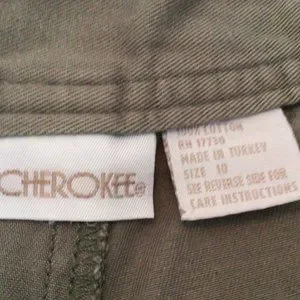 CHEROKEE®
100% COTTON
RN 17730
MADE IN TURKEY
SIZE 10
SEE REVERSE SIDE FOR
CARE INSTRUCTIONS